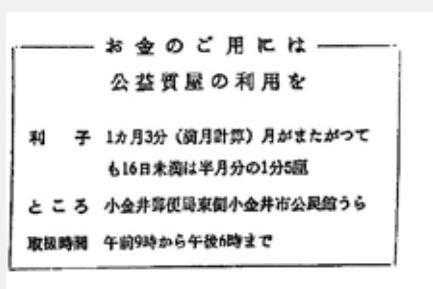 お金のご用には
公益質屋の利用を
利子 1カ月3分(満月計算)月がまたがつて
も16日未満は半月分の1分5厘
ところ 小金井郵便局東側小金井市公民館うら
取扱時間 午前9時から午後6時まで